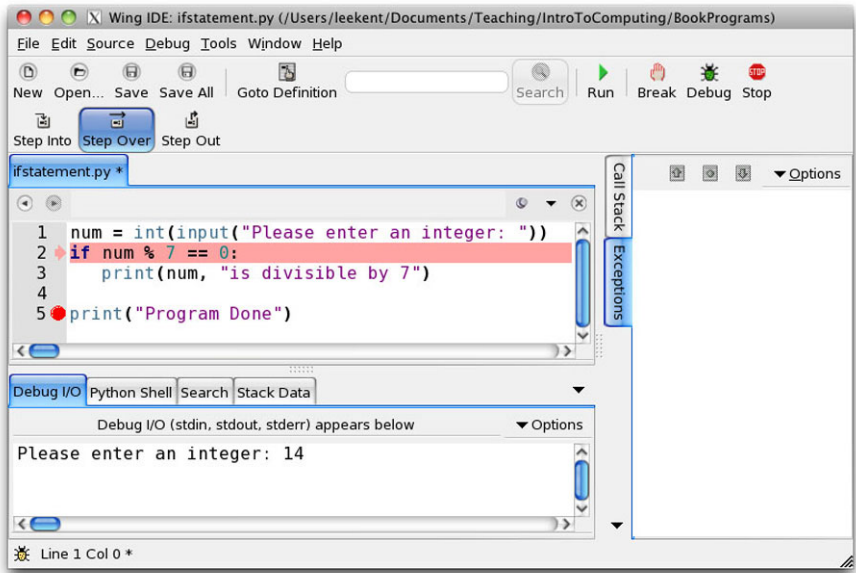 Wing IDE: ifstatement.py (/Users/leekent/Documents/Teaching/IntroToComputing/BookPrograms)
File Edit Source Debug Tools Window Help
New Open... Save Save All Goto Definition Search Run Break Debug Stop
STOP
Step Into Step Over Step Out
ifstatement.py *
1 num = int(input("Please enter an integer: "))
2 if num % 7 == 0:
3 print(num, "is divisible by 7")
4
5 print("Program Done")
Call Stack
Exceptions
Options
Debug I/O Python Shell Search Stack Data
Debug I/O (stdin, stdout, stderr) appears below Options
Please enter an integer: 14
Line 1 Col 0 *